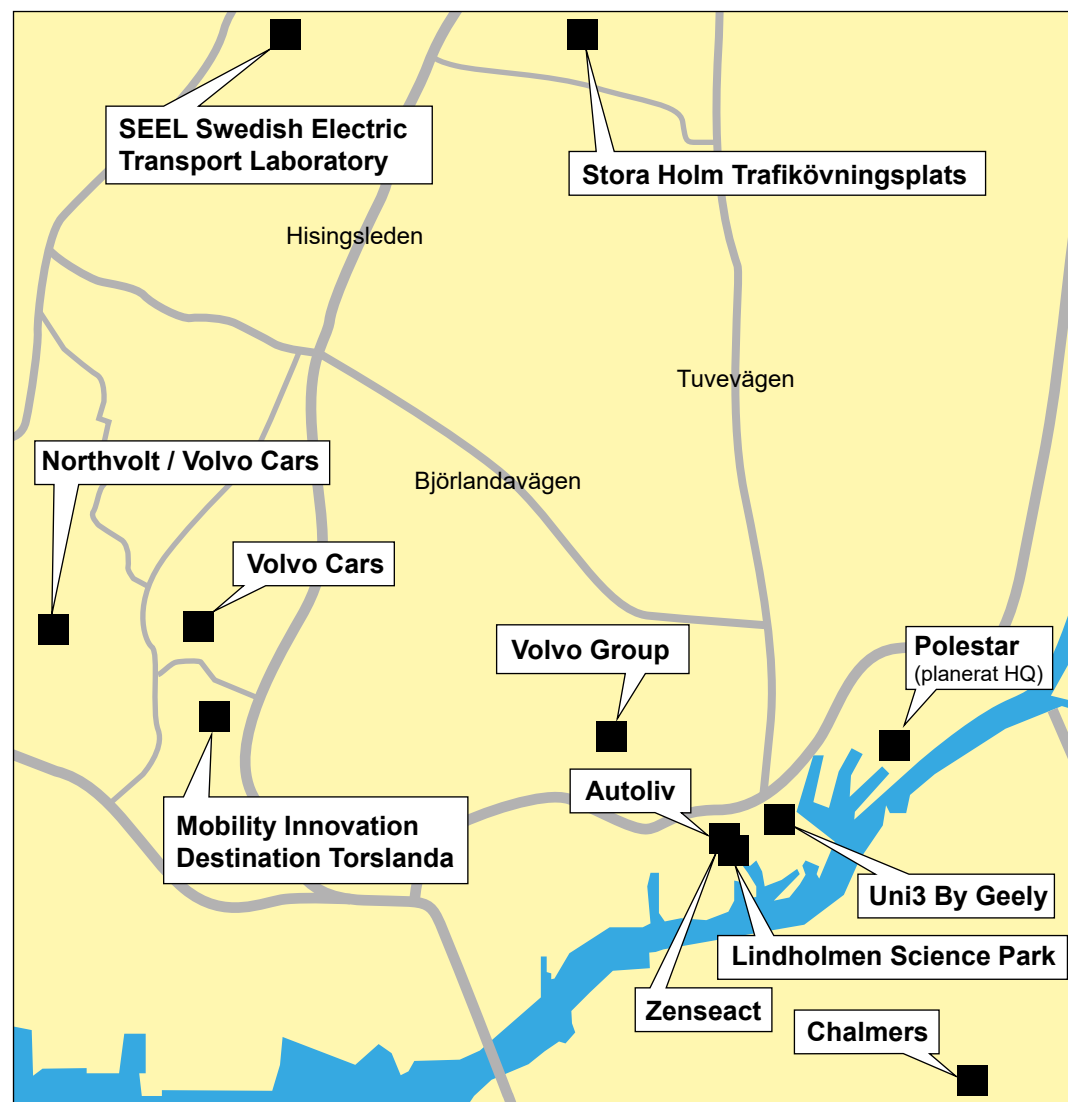 SEEL Swedish Electric
Transport Laboratory
Stora Holm Trafikövningsplats
Hisingsleden
Tuvevägen
Northvolt / Volvo Cars
Björlandavägen
Volvo Cars
Volvo Group
Polestar
(planerat HQ)
Autoliv
Mobility Innovation
Destination Torslanda
Uni3 By Geely
Lindholmen Science Park
Zenseact
Chalmers